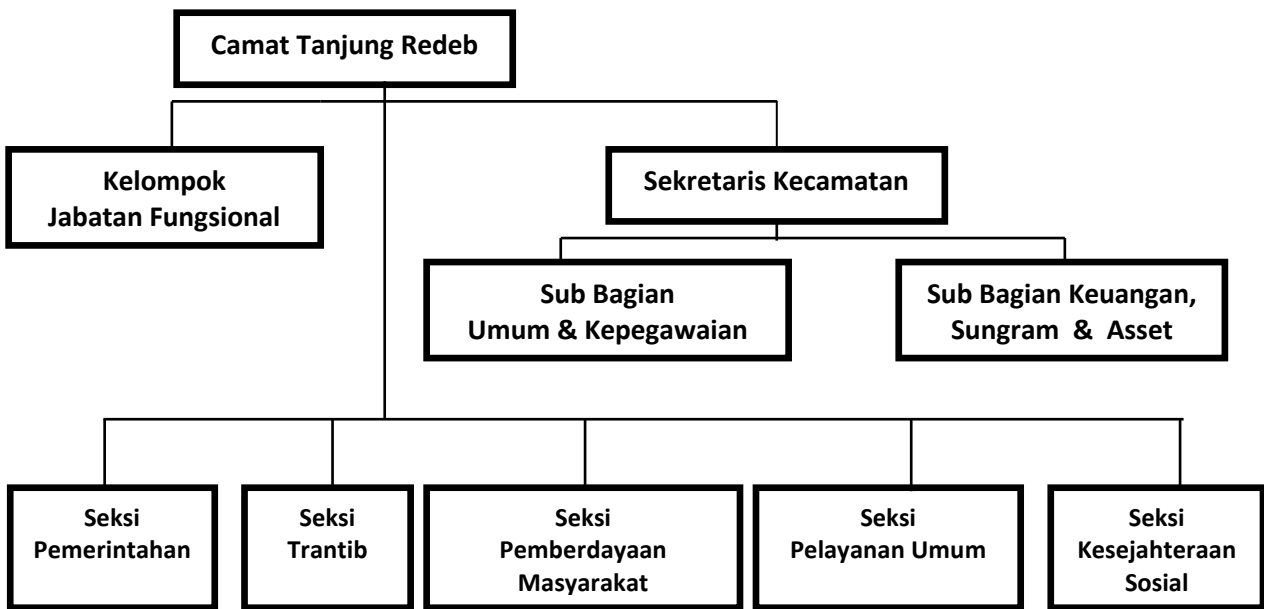 Camat Tanjung Redeb
Kelompok
Jabatan Fungsional
Sekretaris Kecamatan
Sub Bagian
Umum & Kepegawaian
Sub Bagian Keuangan,
Sungram & Asset
Seksi
Pemerintahan
Seksi
Trantib
Seksi
Pemberdayaan
Masyarakat
Seksi
Pelayanan Umum
Seksi
Kesejahteraan
Sosial